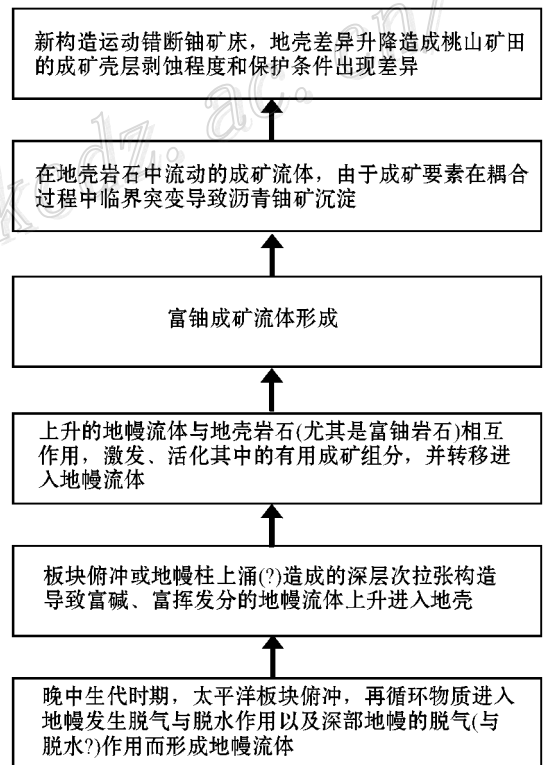 新构造运动错断铀矿床，地壳差异升降造成桃山矿田
的成矿壳层剥蚀程度和保护条件出现差异
在地壳岩石中流动的成矿流体，由于成矿要素在耦合
过程中临界突变导致沥青铀矿沉淀
富铀成矿流体形成
上升的地幔流体与地壳岩石(尤其是富铀岩石)相互
作用，激发、活化其中的有用成矿组分，并转移进
入地幔流体
板块俯冲或地幔柱上涌(?)造成的深层次拉张构造
导致富碱、富挥发分的地幔流体上升进入地壳
晚中生代时期，太平洋板块俯冲，再循环物质进入
地幔发生脱气与脱水作用以及深部地幔的脱气(与
脱水?)作用而形成地幔流体